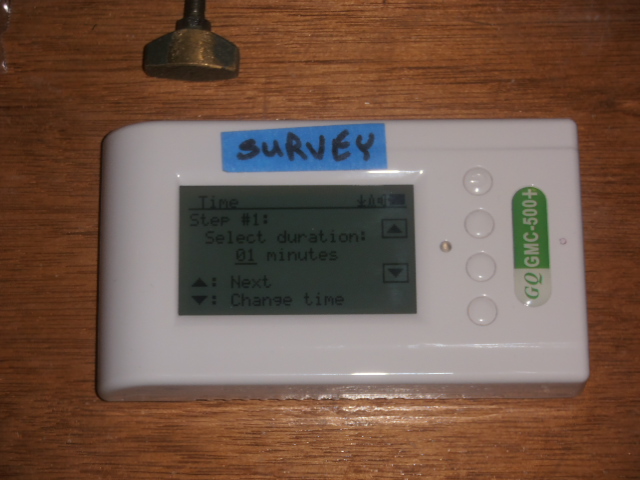 SURVEY
Time
Step #1:
Select duration:
01 minutes
▲: Next
▼: Change time
GQ GMC-500+